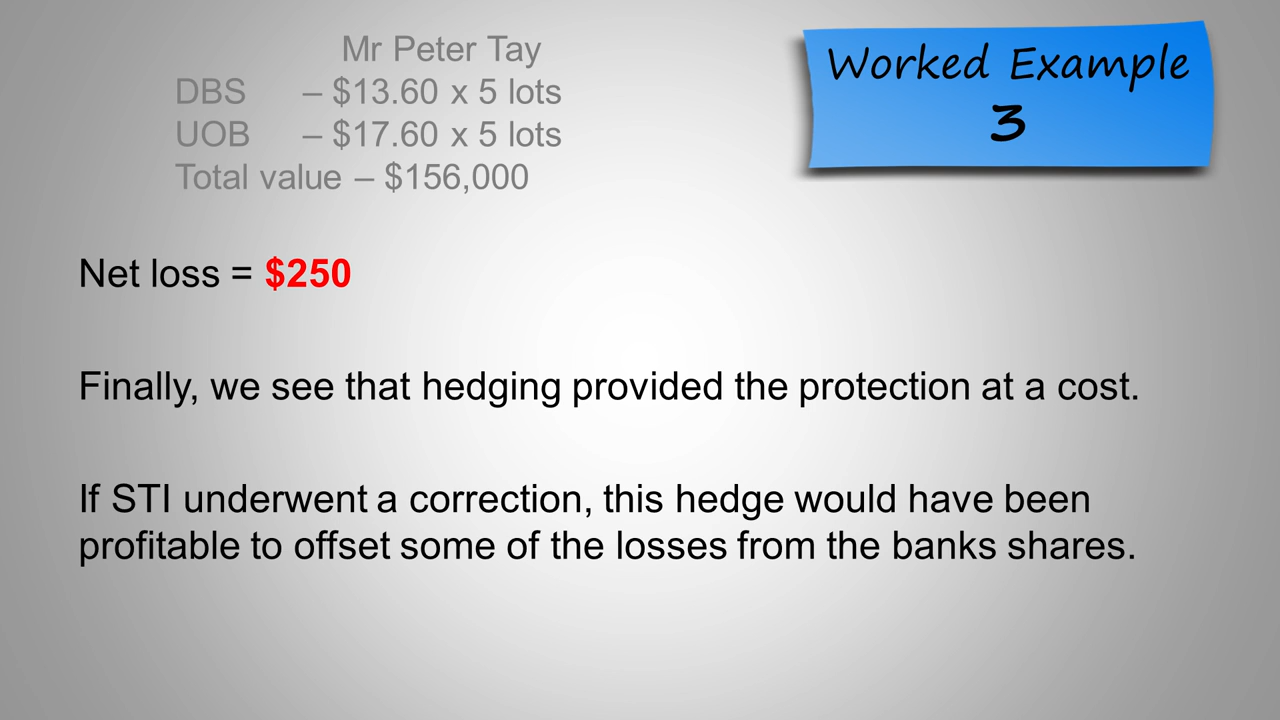 Mr Peter Tay
DBS – $13.60 x 5 lots
UOB – $17.60 x 5 lots
Total value – $156,000
Worked Example
3
Net loss = $250
Finally, we see that hedging provided the protection at a cost.
If STI underwent a correction, this hedge would have been
profitable to offset some of the losses from the banks shares.